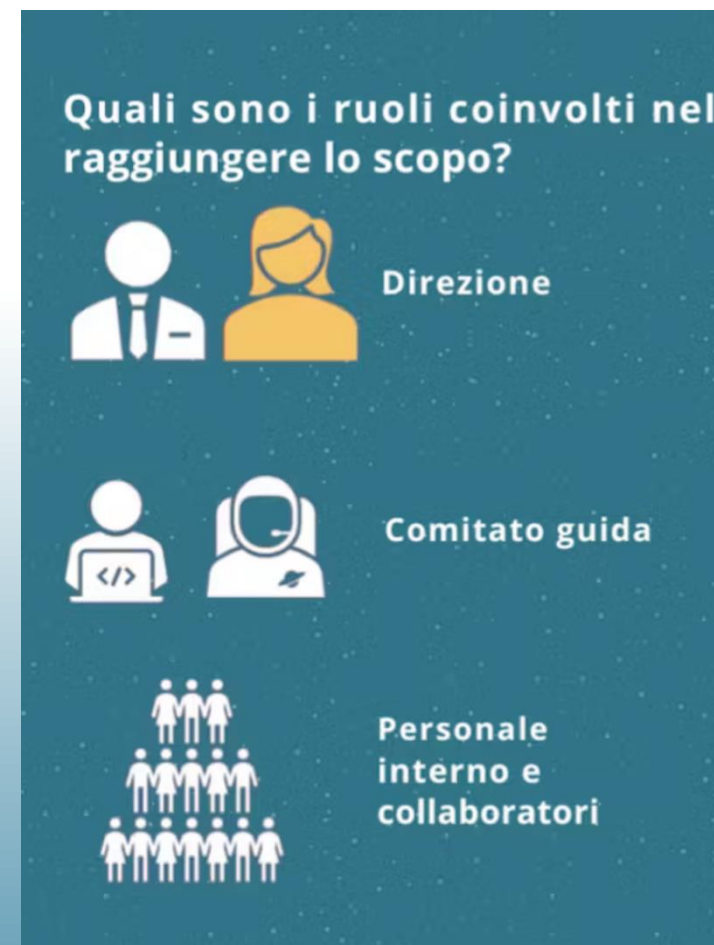 Quali sono i ruoli coinvolti nel
raggiungere lo scopo?
Direzione
</>
Comitato guida
Personale
interno e
collaboratori